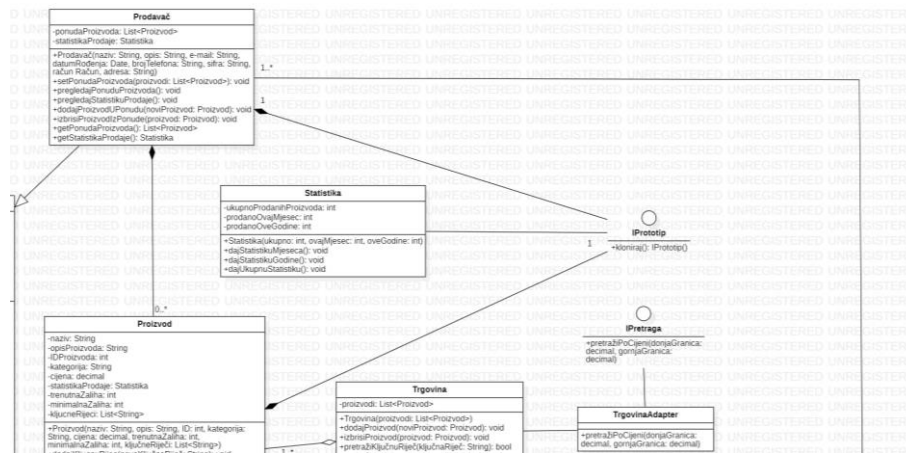 Prodavač
-ponudaProizvoda: List<Proizvod>
-statistikaProdaje: Statistika
+Prodavač(naziv: String, opis: String, e-mail: String,
datumRođenja: Date, brojTelefona: String, sifra: String,
račun Račun, adresa: String)
+setPonudaProizvoda(proizvodi: List<Proizvod>): void
+pregledajPonuduProizvoda(): void
+pregledajStatistikuProdaje(): void
+dodajProizvodUPonudu(noviProizvod: Proizvod): void
+izbrisiProizvodIzPonude(proizvod: Proizvod): void
+getPonudaProizvoda(): List<Proizvod>
+getStatistikaProdaje(): Statistika
1..*
1
Statistika
-ukupnoProdanihProizvoda: int
-prodanoOvajMjesec: int
-prodanoOveGodine: int
+Statistika(ukupno: int, ovajMjesec: int, oveGodine: int)
+dajStatistikuMjeseca(): void
+dajStatistikuGodine(): void
+dajUkupnuStatistiku(): void
IPrototip
1
+kloniraj(): IPrototip()
0..*
Proizvod
-naziv: String
-opisProizvoda: String
-IDProizvoda: int
-kategorija: String
-cijena: decimal
-statistikaProdaje: Statistika
-trenutnaZaliha: int
-minimalnaZaliha: int
-kljucneRijeci: List<String>
+Proizvod(naziv: String, opis: String, ID: int, kategorija:
String, cijena: decimal, trenutnaZaliha: int,
minimalnaZaliha: int, ključneRiječi: List<String>)
IPretraga
+pretražiPoCijeni(donjaGranica:
decimal, gornjaGranica:
decimal)
Trgovina
-proizvodi: List<Proizvod>
+Trgovina(proizvodi: List<Proizvod>)
+dodajProizvod(noviProizvod: Proizvod): void
+izbrisiProizvod(proizvod: Proizvod): void
+pretražiKljučnuRiječ(ključnaRiječ: String): bool
1..*
TrgovinaAdapter
+pretražiPoCijeni(donjaGranica:
decimal, gornjaGranica: decimal)